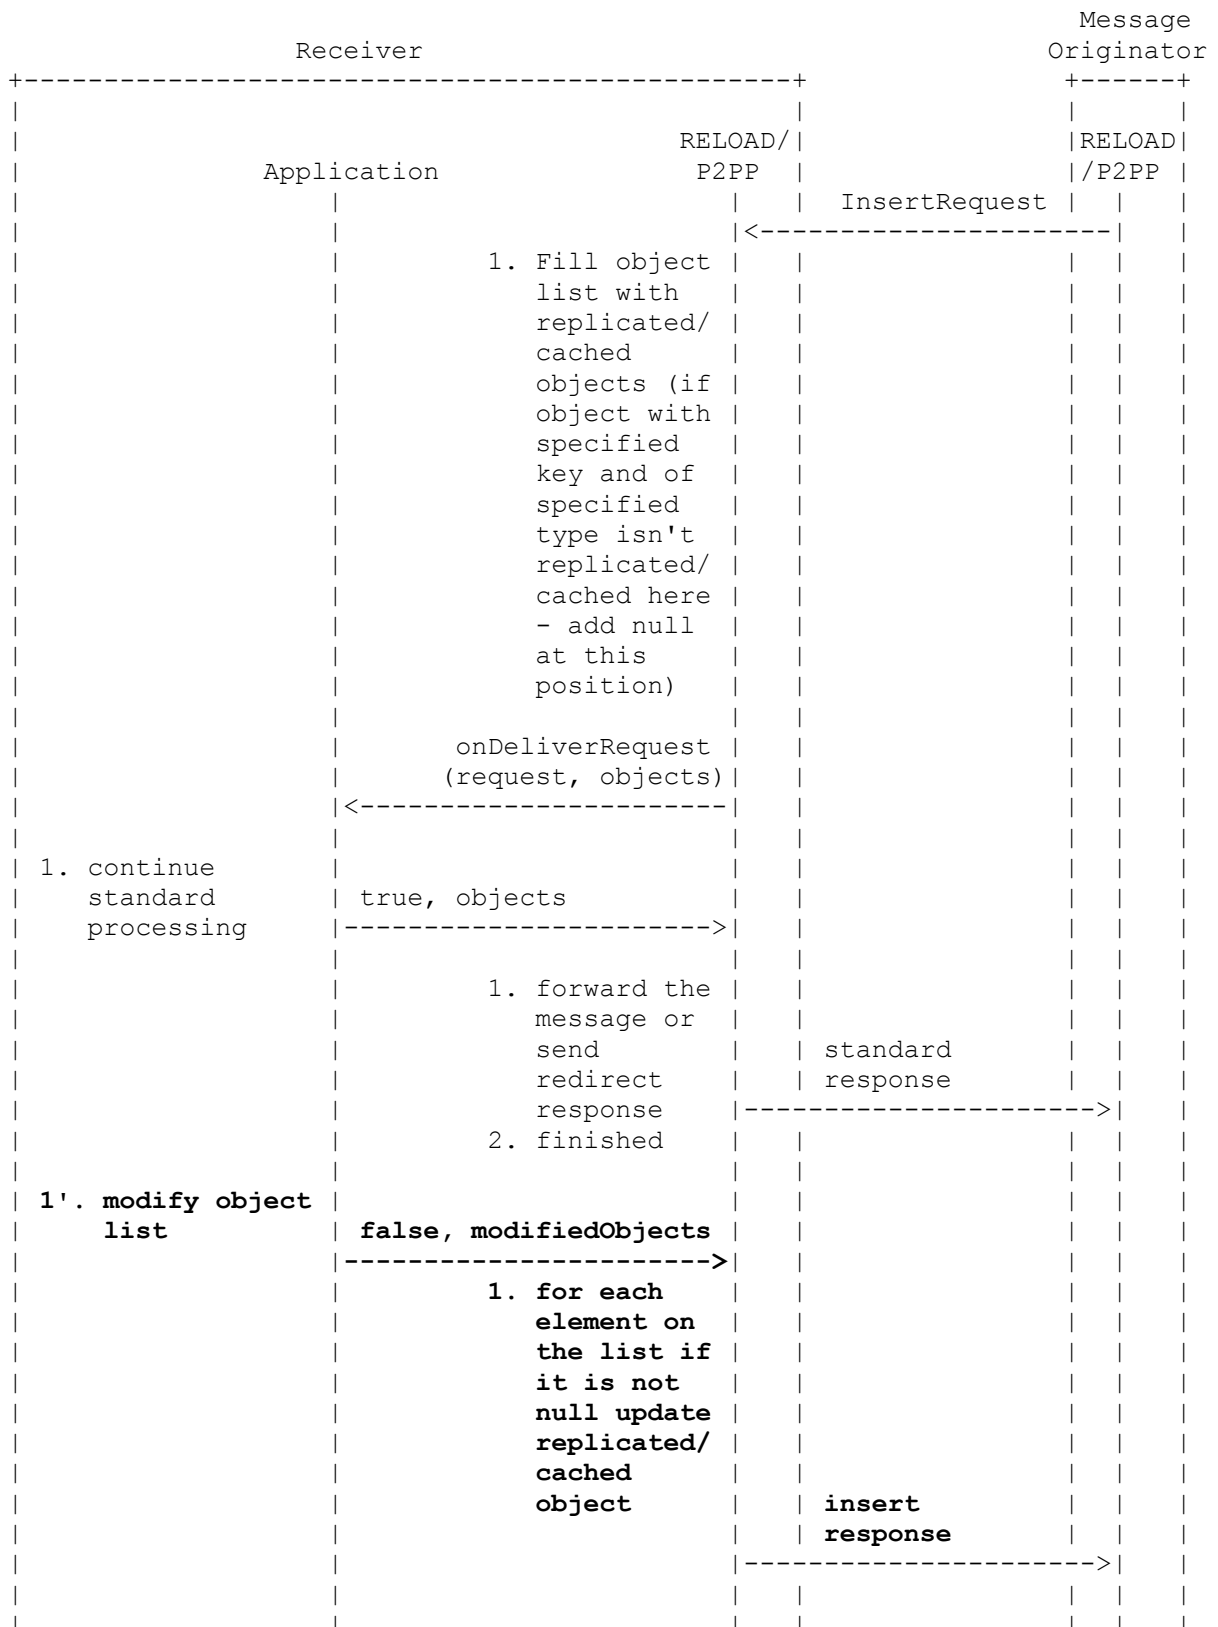 Message
                  Receiver                                       Originator
+------------------------------------------------+                +------+
|                                                |                |      |
|                                         RELOAD/|                |RELOAD|
|               Application                P2PP  |                |/P2PP |
|                   |                        |   |  InsertRequest |  |   |
|                   |                        |<----------------------|   |
|                   |         1. Fill object |   |                |  |   |
|                   |            list with   |   |                |  |   |
|                   |            replicated/ |   |                |  |   |
|                   |            cached      |   |                |  |   |
|                   |            objects (if |   |                |  |   |
|                   |            object with |   |                |  |   |
|                   |            specified   |   |                |  |   |
|                   |            key and of  |   |                |  |   |
|                   |            specified   |   |                |  |   |
|                   |            type isn't  |   |                |  |   |
|                   |            replicated/ |   |                |  |   |
|                   |            cached here |   |                |  |   |
|                   |            - add null  |   |                |  |   |
|                   |            at this     |   |                |  |   |
|                   |            position)   |   |                |  |   |
|                   |                        |   |                |  |   |
|                   |       onDeliverRequest |   |                |  |   |
|                   |      (request, objects)|   |                |  |   |
|                   |<-----------------------|   |                |  |   |
|                   |                        |   |                |  |   |
| 1. continue       |                        |   |                |  |   |
|    standard       | true, objects          |   |                |  |   |
|    processing     |----------------------->|   |                |  |   |
|                   |                        |   |                |  |   |
|                   |         1. forward the |   |                |  |   |
|                   |            message or  |   |                |  |   |
|                   |            send        |   | standard       |  |   |
|                   |            redirect    |   | response       |  |   |
|                   |            response    |---------------------->|   |
|                   |         2. finished    |   |                |  |   |
|                   |                        |   |                |  |   |
| 1'. modify object |                        |   |                |  |   |
|     list          | false, modifiedObjects |   |                |  |   |
|                   |----------------------->|   |                |  |   |
|                   |         1. for each    |   |                |  |   |
|                   |            element on  |   |                |  |   |
|                   |            the list if |   |                |  |   |
|                   |            it is not   |   |                |  |   |
|                   |            null update |   |                |  |   |
|                   |            replicated/ |   |                |  |   |
|                   |            cached      |   |                |  |   |
|                   |            object      |   | insert         |  |   |
|                   |                        |   | response       |  |   |
|                   |                        |---------------------->|   |
|                   |                        |   |                |  |   |
|                   |                        |   |                |  |   |